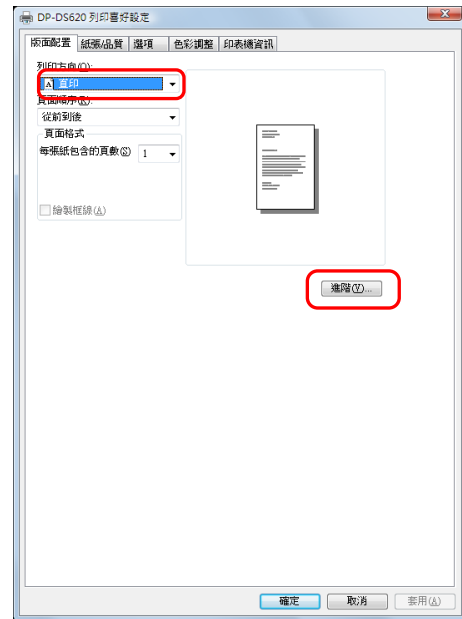 DP-DS620 列印喜好設定
版面配置 紙張/品質 選項 色彩調整 印表機資訊
列印方向(O):
A 直印
頁面順序(R):
從前到後
頁面格式
每張紙包含的頁數(S) 1
繪製框線(A)
進階(V)...
確定 取消 套用(A)